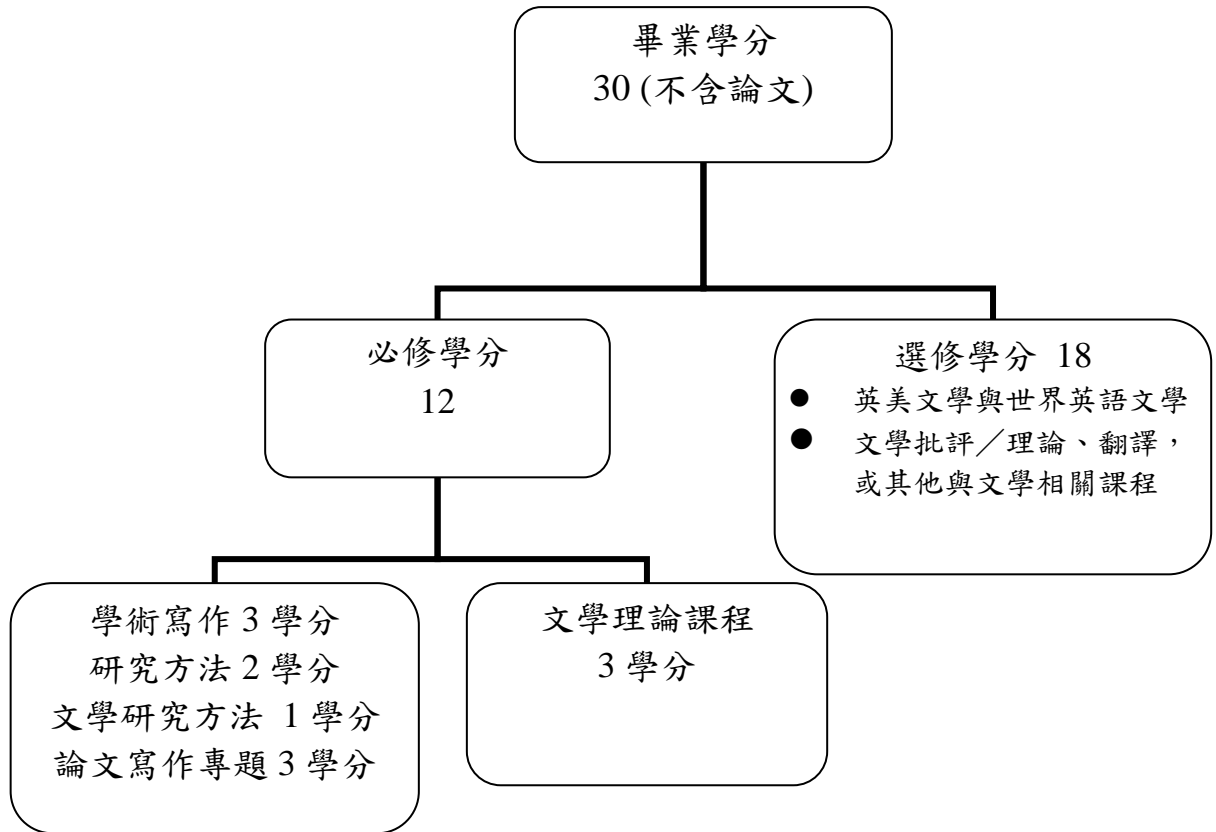 畢業學分
30 (不含論文)
必修學分
12
選修學分 18
● 英美文學與世界英語文學
● 文學批評／理論、翻譯，
或其他與文學相關課程
學術寫作 3 學分
研究方法 2 學分
文學研究方法 1 學分
論文寫作專題 3 學分
文學理論課程
3 學分